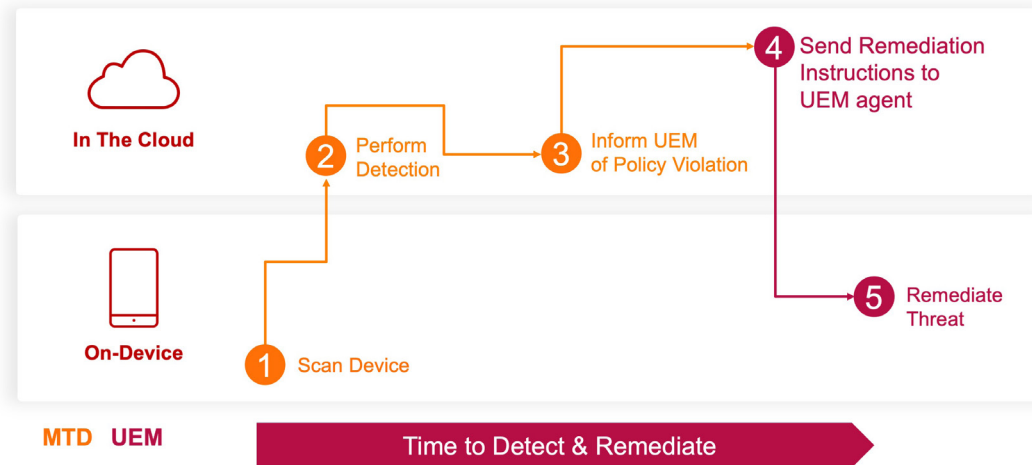 In The Cloud
2
Perform
Detection
3
Inform UEM
of Policy Violation
4
Send Remediation
Instructions to
UEM agent
On-Device
1
Scan Device
5
Remediate
Threat
MTD UEM
Time to Detect & Remediate